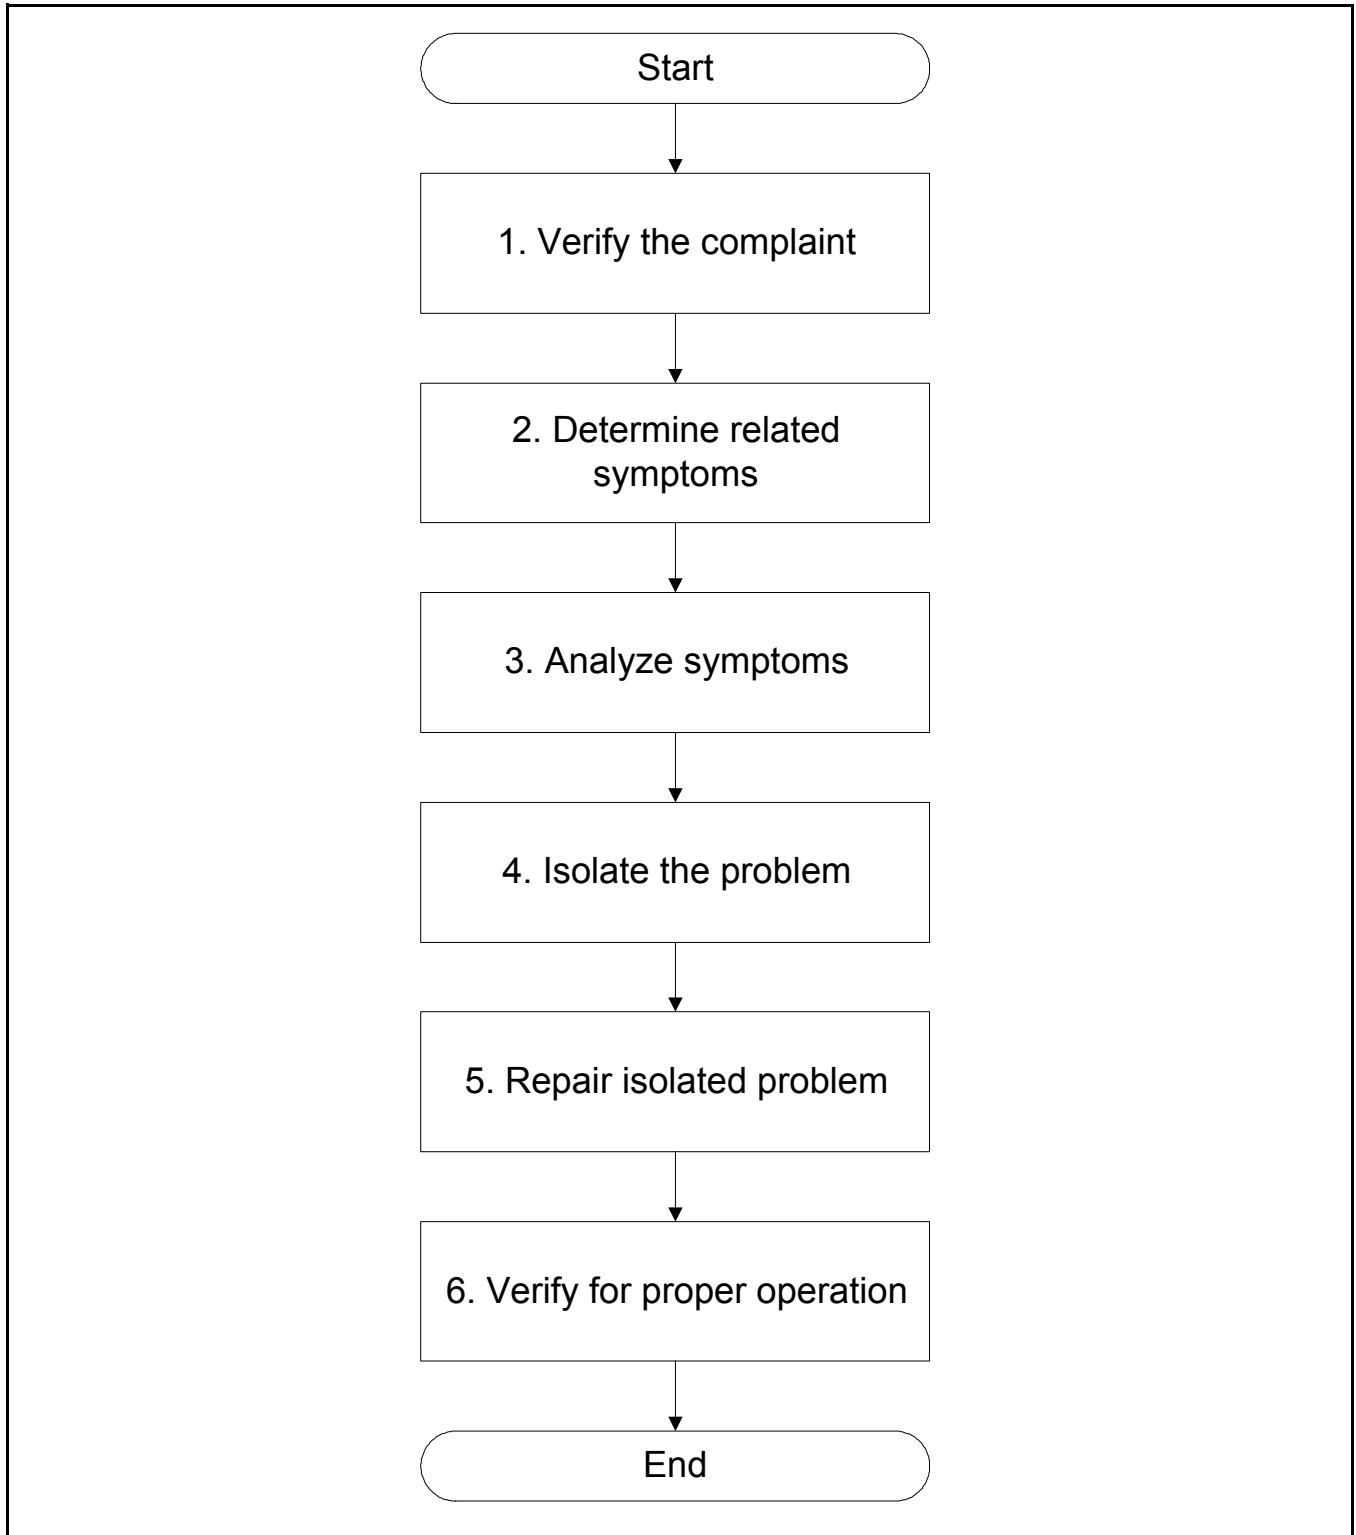 Start
1. Verify the complaint
2. Determine related
symptoms
3. Analyze symptoms
4. Isolate the problem
5. Repair isolated problem
6. Verify for proper operation
End